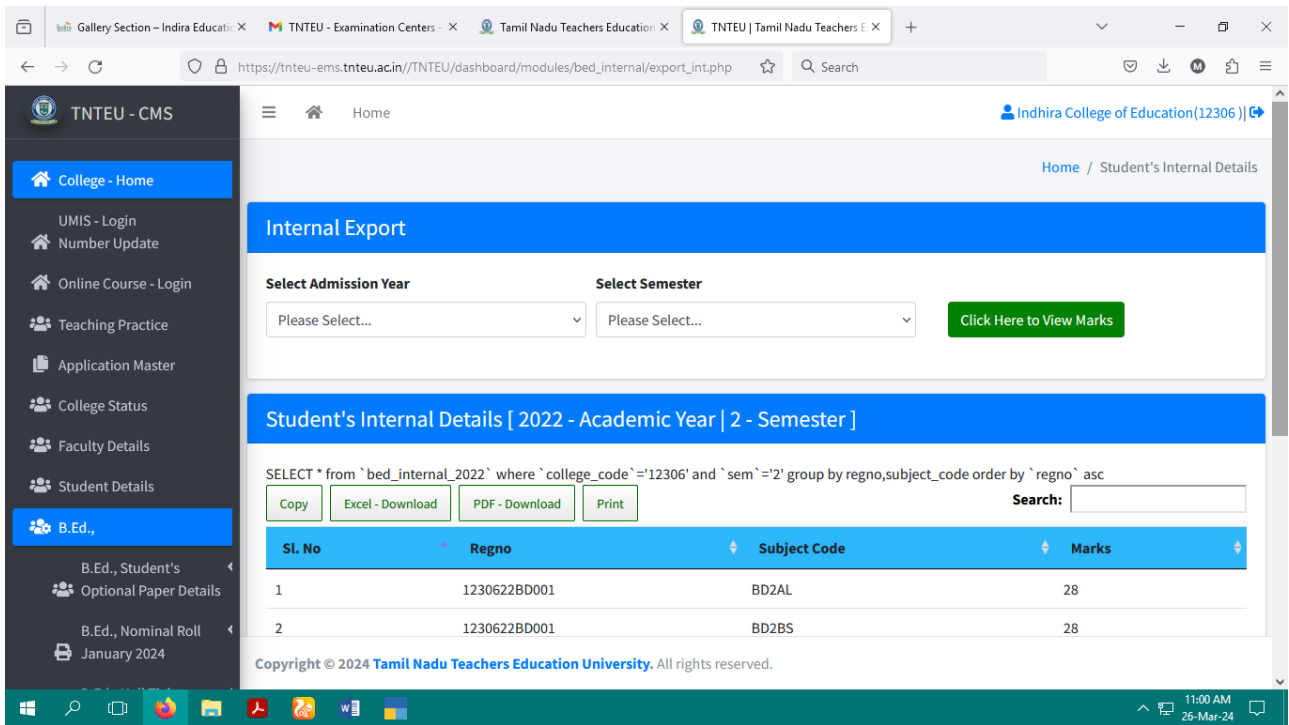 Gallery Section – Indira Educatic
TNTEU - Examination Centers -
Tamil Nadu Teachers Education
TNTEU | Tamil Nadu Teachers E
https://tnteu-ems.tnteu.ac.in//TNTEU/dashboard/modules/bed_internal/export_int.php
Search
M
TNTEU - CMS
Home
Indhira College of Education(12306 )|
Home / Student's Internal Details
College - Home
UMIS - Login
Number Update
Online Course - Login
Teaching Practice
Application Master
College Status
Faculty Details
Student Details
B.Ed.,
B.Ed., Student's
Optional Paper Details
B.Ed., Nominal Roll
January 2024
Internal Export
Select Admission Year
Select Semester
Please Select...
Please Select...
Click Here to View Marks
Student's Internal Details [ 2022 - Academic Year | 2 - Semester ]
SELECT * from `bed_internal_2022` where `college_code`='12306' and `sem`='2' group by regno,subject_code order by `regno` asc
Copy
Excel - Download
PDF - Download
Print
Search:
Sl. No Regno Subject Code Marks
1 1230622BD001 BD2AL 28
2 1230622BD001 BD2BS 28
Copyright © 2024 Tamil Nadu Teachers Education University. All rights reserved.
11:00 AM
26-Mar-24